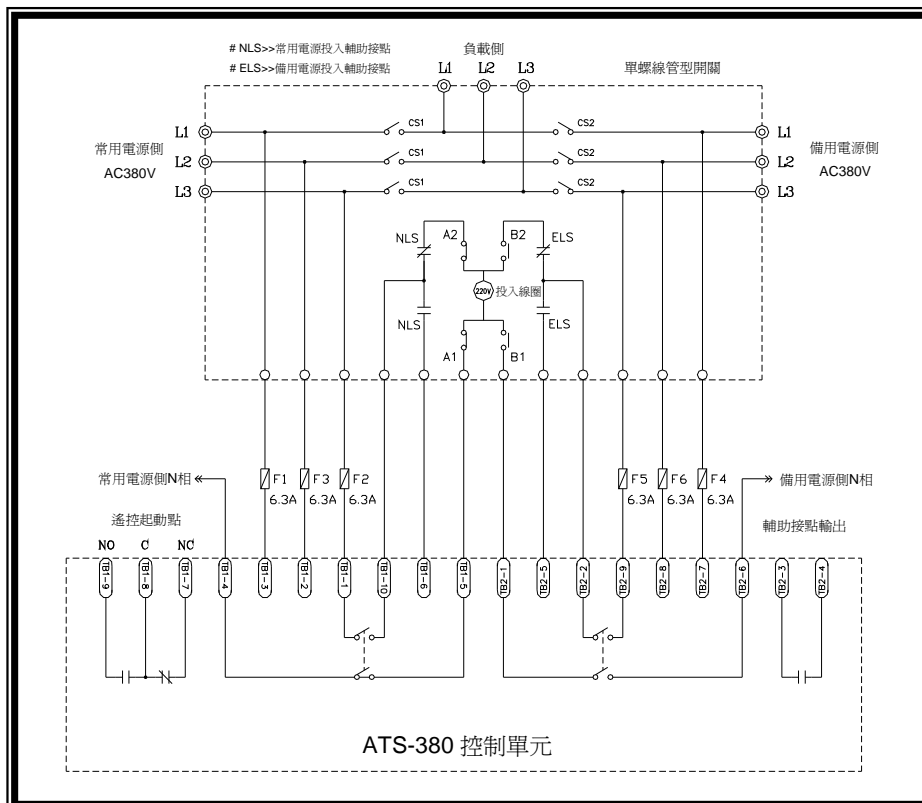 # NLS>>常用電源投入輔助接點
# ELS>>備用電源投入輔助接點
負載側
L1 L2 L3
單螺線管型開關
L1 CS1 CS2 L1
常用電源側
AC380V
L2 CS1 CS2 L2
備用電源側
AC380V
L3 CS1 CS2 L3
NLS A2 B2 ELS
220V 投入線圈
NLS ELS
A1 B1
常用電源側N相
F1 F3 F2 F5 F6 F4
6.3A 6.3A 6.3A 6.3A 6.3A 6.3A
備用電源側N相
遙控起動點
輔助接點輸出
NO C NC
TB1-9 TB1-8 TB1-7 TB1-4 TB1-3 TB1-2 TB1-1 TB1-10 TB1-6 TB1-5 TB2-1 TB2-5 TB2-2 TB2-9 TB2-8 TB2-7 TB2-6 TB2-3 TB2-4
ATS-380 控制單元